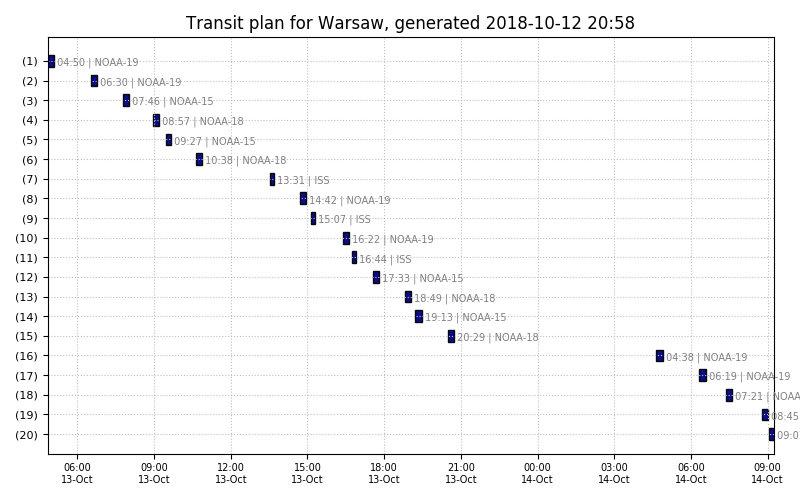 Transit plan for Warsaw, generated 2018-10-12 20:58
(1) 04:50 | NOAA-19
(2) 06:30 | NOAA-19
(3) 07:46 | NOAA-15
(4) 08:57 | NOAA-18
(5) 09:27 | NOAA-15
(6) 10:38 | NOAA-18
(7) 13:31 | ISS
(8) 14:42 | NOAA-19
(9) 15:07 | ISS
(10) 16:22 | NOAA-19
(11) 16:44 | ISS
(12) 17:33 | NOAA-15
(13) 18:49 | NOAA-18
(14) 19:13 | NOAA-15
(15) 20:29 | NOAA-18
(16) 04:38 | NOAA-19
(17) 06:19 | NOAA-19
(18) 07:21 | NOAA
(19) 08:45
(20) 09:0
06:00 09:00 12:00 15:00 18:00 21:00 00:00 03:00 06:00 09:00
13-Oct 13-Oct 13-Oct 13-Oct 13-Oct 13-Oct 14-Oct 14-Oct 14-Oct 14-Oct